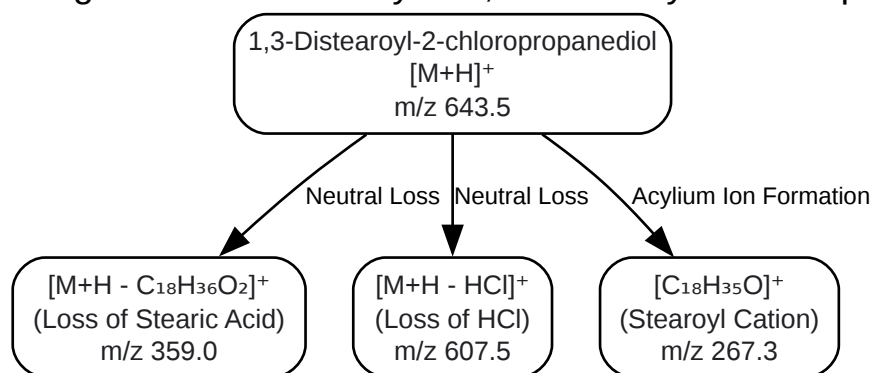 1,3-Distearoyl-2-chloropropanediol
[M+H]⁺
m/z 643.5
Neutral Loss
Neutral Loss
Acylium Ion Formation
[M+H - C₁₈H₃₆O₂]⁺
(Loss of Stearic Acid)
m/z 359.0
[M+H - HCl]⁺
(Loss of HCl)
m/z 607.5
[C₁₈H₃₅O]⁺
(Stearoyl Cation)
m/z 267.3